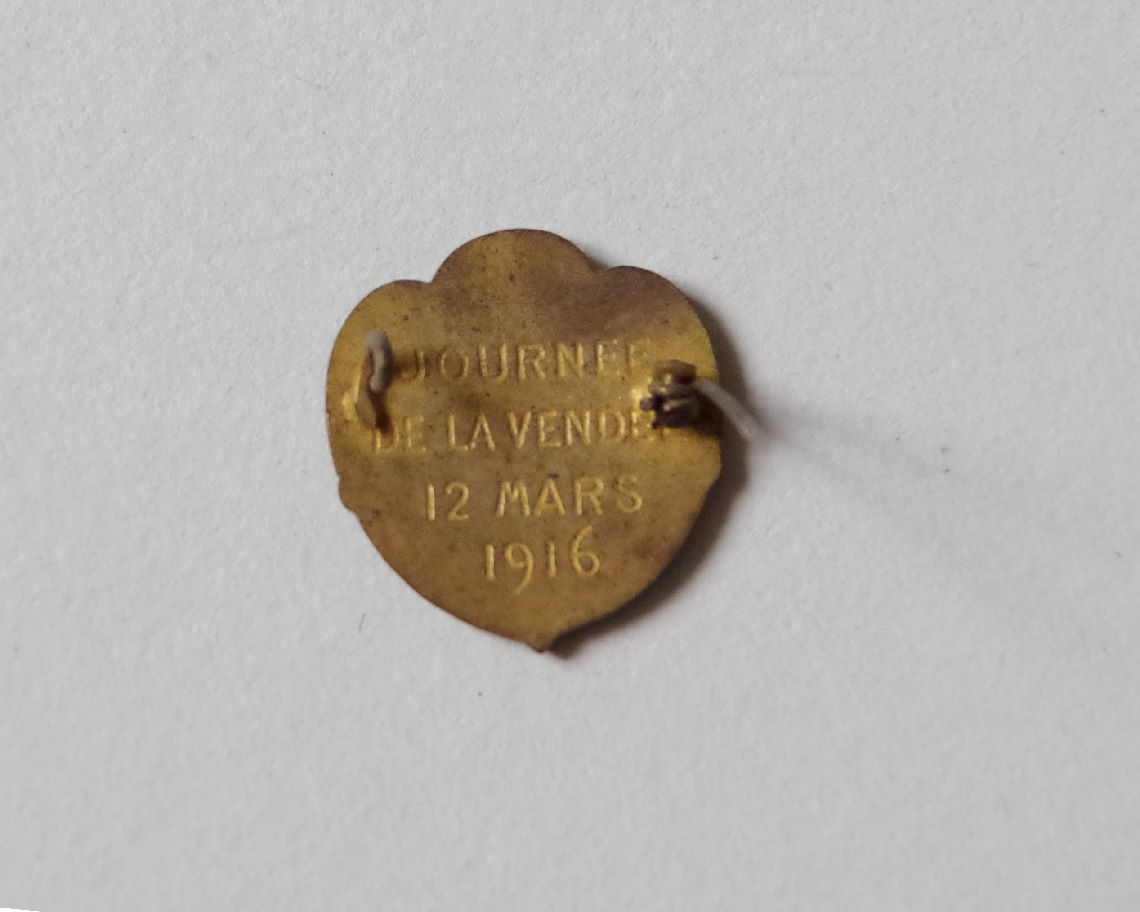 JOURNEE
DE LA VENDEE
12 MARS
1916